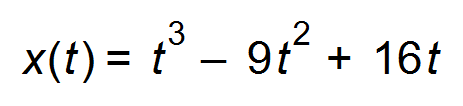 x(t) = t³ – 9t² + 16t